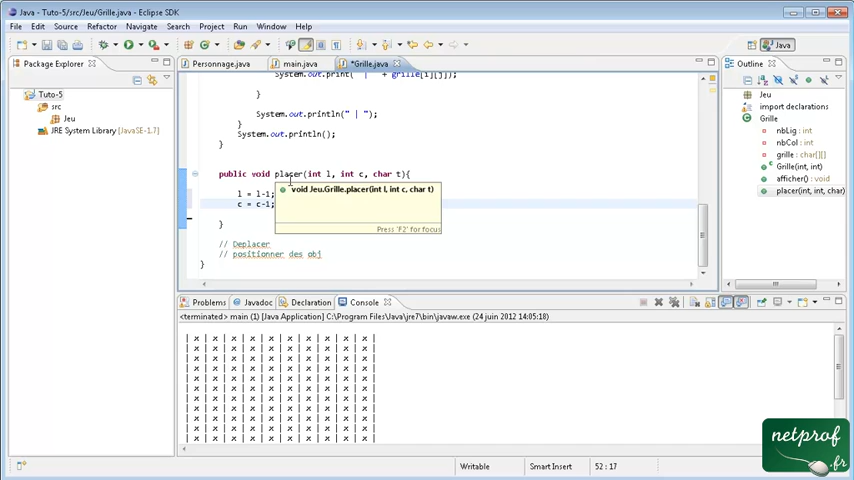 Java - Tuto-5/src/Jeu/Grille.java - Eclipse SDK
File Edit Source Refactor Navigate Search Project Run Window Help
Java
Package Explorer
Personnage.java main.java *Grille.java
Outline
Tuto-5
src
Jeu
JRE System Library [JavaSE-1.7]
System.out.print( " | " + grille[i][j]);
}
System.out.println(" | ");
}
System.out.println();
}
public void placer(int l, int c, char t){
l = l-1;
c = c-1;
void Jeu.Grille.placer(int l, int c, char t)
Press 'F2' for focus
}
// Deplacer
// positionner des obj
}
Jeu
import declarations
Grille
nbLig : int
nbCol : int
grille : char[][]
Grille(int, int)
afficher() : void
placer(int, int, char)
Problems Javadoc Declaration Console
<terminated> main (1) [Java Application] C:\Program Files\Java\jre7\bin\javaw.exe (24 juin 2012 14:05:18)
| x | x | x | x | x | x | x | x | x | x |
| x | x | x | x | x | x | x | x | x | x |
| x | x | x | x | x | x | x | x | x | x |
| x | x | x | x | x | x | x | x | x | x |
| x | x | x | x | x | x | x | x | x | x |
| x | x | x | x | x | x | x | x | x | x |
| x | x | x | x | x | x | x | x | x | x |
| x | x | x | x | x | x | x | x | x | x |
| x | x | x | x | x | x | x | x | x | x |
| x | x | x | x | x | x | x | x | x | x |
| x | x | x | x | x | x | x | x | x | x |
Writable Smart Insert 52 : 17
netprof
.fr